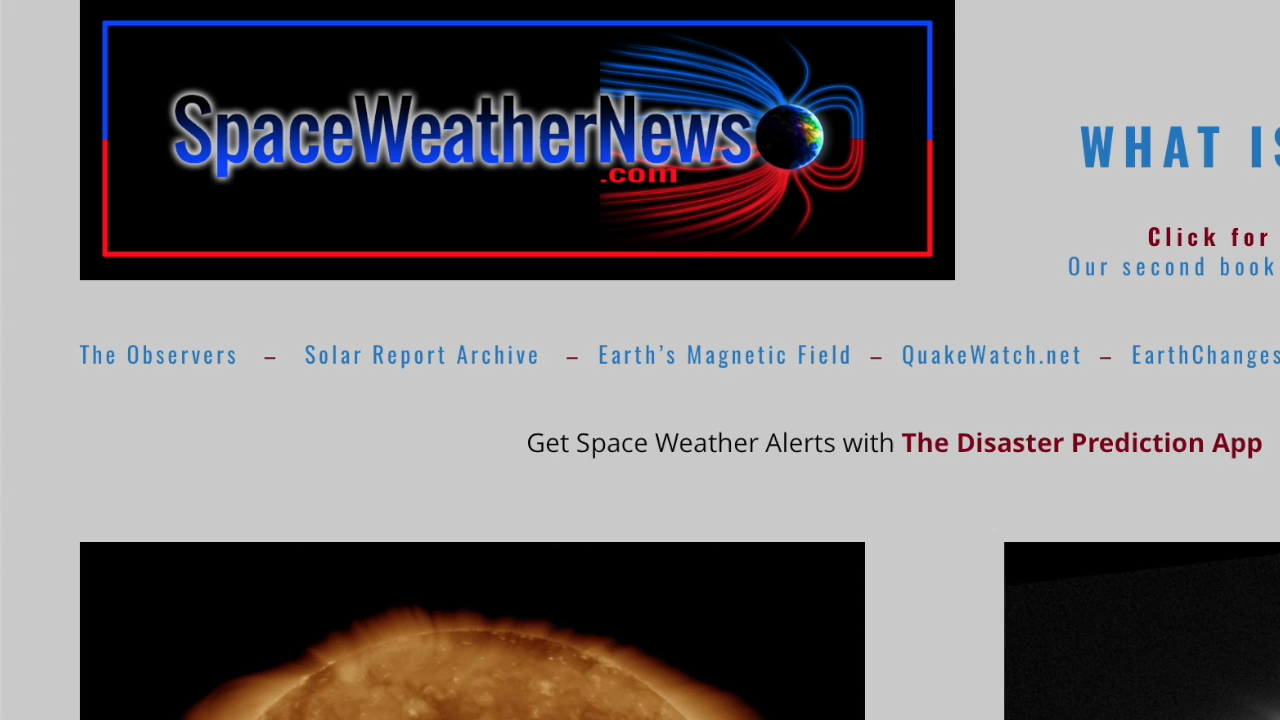 SpaceWeatherNews
.com
WHAT IS
Click for
Our second book
The Observers – Solar Report Archive – Earth’s Magnetic Field – QuakeWatch.net – EarthChanges
Get Space Weather Alerts with The Disaster Prediction App